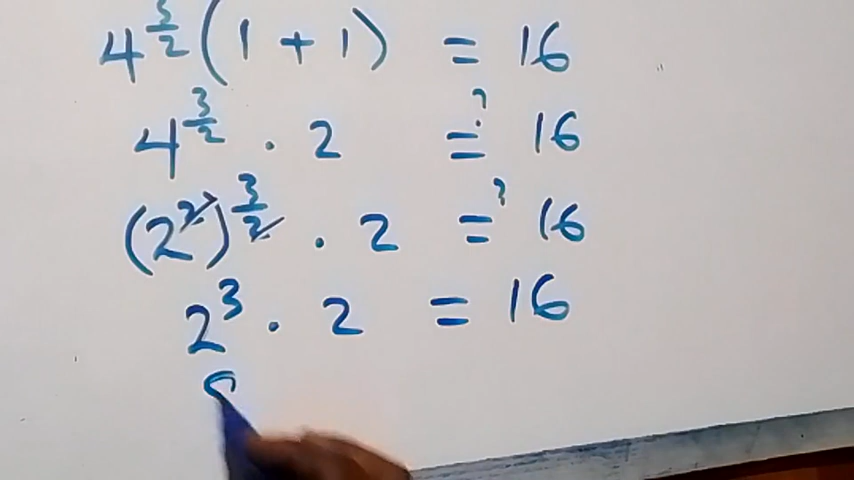 4^{3/2} (1 + 1) = 16
4^{3/2} · 2 =? 16
(2^2)^{3/2} · 2 =? 16
2^3 · 2 = 16